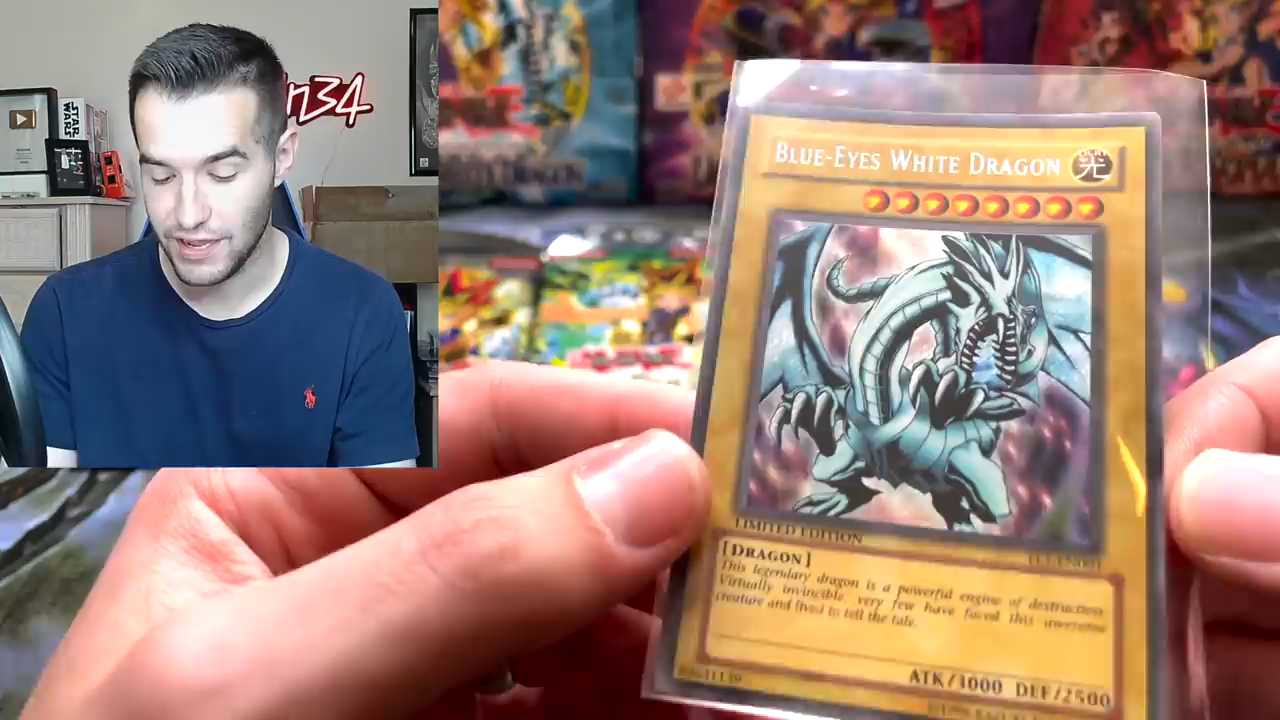 n34
STAR WARS
BLUE-EYES WHITE DRAGON
光
LIMITED EDITION
[DRAGON]
This legendary dragon is a powerful engine of destruction.
Virtually invincible, very few have faced this awesome
creature and lived to tell the tale.
ATK/3000 DEF/2500